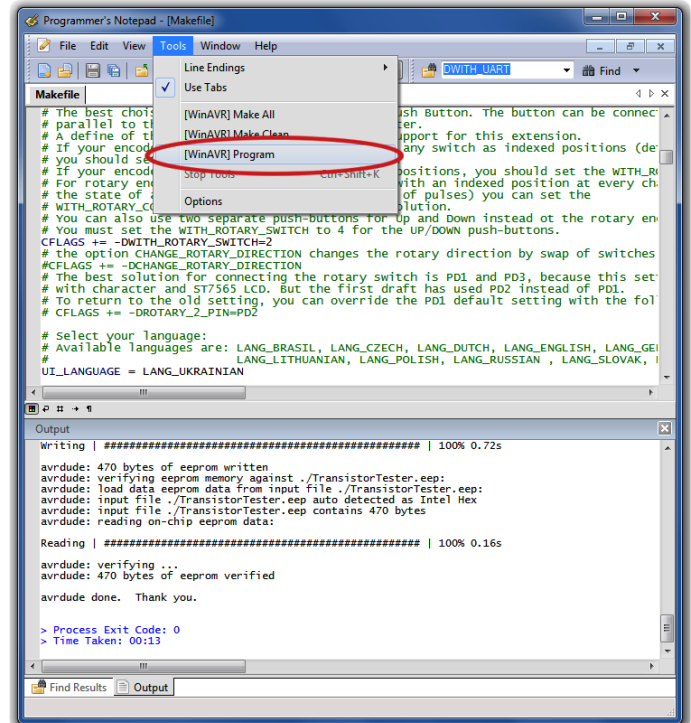 Programmer's Notepad - [Makefile]
File Edit View Tools Window Help
DWITH_UART Find
Makefile
Line Endings
Use Tabs
[WinAVR] Make All
[WinAVR] Make Clean
[WinAVR] Program
Stop Tools Ctrl+Shift+K
Options
# The best choi ush Button. The button can be connec
# parallel to th er.
# A define of th upport for this extension.
# If your encode any switch as indexed positions (de
# you should se
# If your encode positions, you should set the WITH_R
# For rotary en with an indexed position at every ch
# the state of a of pulses) you can set the
# WITH_ROTARY_CO olution.
# You can also use two separate push-buttons for Up and Down instead ot the rotary en
# You must set the WITH_ROTARY_SWITCH to 4 for the UP/DOWN push-buttons.
CFLAGS += -DWITH_ROTARY_SWITCH=2
# the option CHANGE_ROTARY_DIRECTION changes the rotary direction by swap of switches
#CFLAGS += -DCHANGE_ROTARY_DIRECTION
# The best solution for connecting the rotary switch is PD1 and PD3, because this set
# with character and ST7565 LCD. But the first draft has used PD2 instead of PD1.
# To return to the old setting, you can override the PD1 default setting with the fol
# CFLAGS += -DROTARY_2_PIN=PD2
# Select your language:
# Available languages are: LANG_BRASIL, LANG_CZECH, LANG_DUTCH, LANG_ENGLISH, LANG_GE
# LANG_LITHUANIAN, LANG_POLISH, LANG_RUSSIAN , LANG_SLOVAK,
UI_LANGUAGE = LANG_UKRAINIAN
Output
Writing | ################################################## | 100% 0.72s
avrdude: 470 bytes of eeprom written
avrdude: verifying eeprom memory against ./TransistorTester.eep:
avrdude: load data eeprom data from input file ./TransistorTester.eep:
avrdude: input file ./TransistorTester.eep auto detected as Intel Hex
avrdude: input file ./TransistorTester.eep contains 470 bytes
avrdude: reading on-chip eeprom data:
Reading | ################################################## | 100% 0.16s
avrdude: verifying ...
avrdude: 470 bytes of eeprom verified
avrdude done. Thank you.
> Process Exit Code: 0
> Time Taken: 00:13
Find Results Output